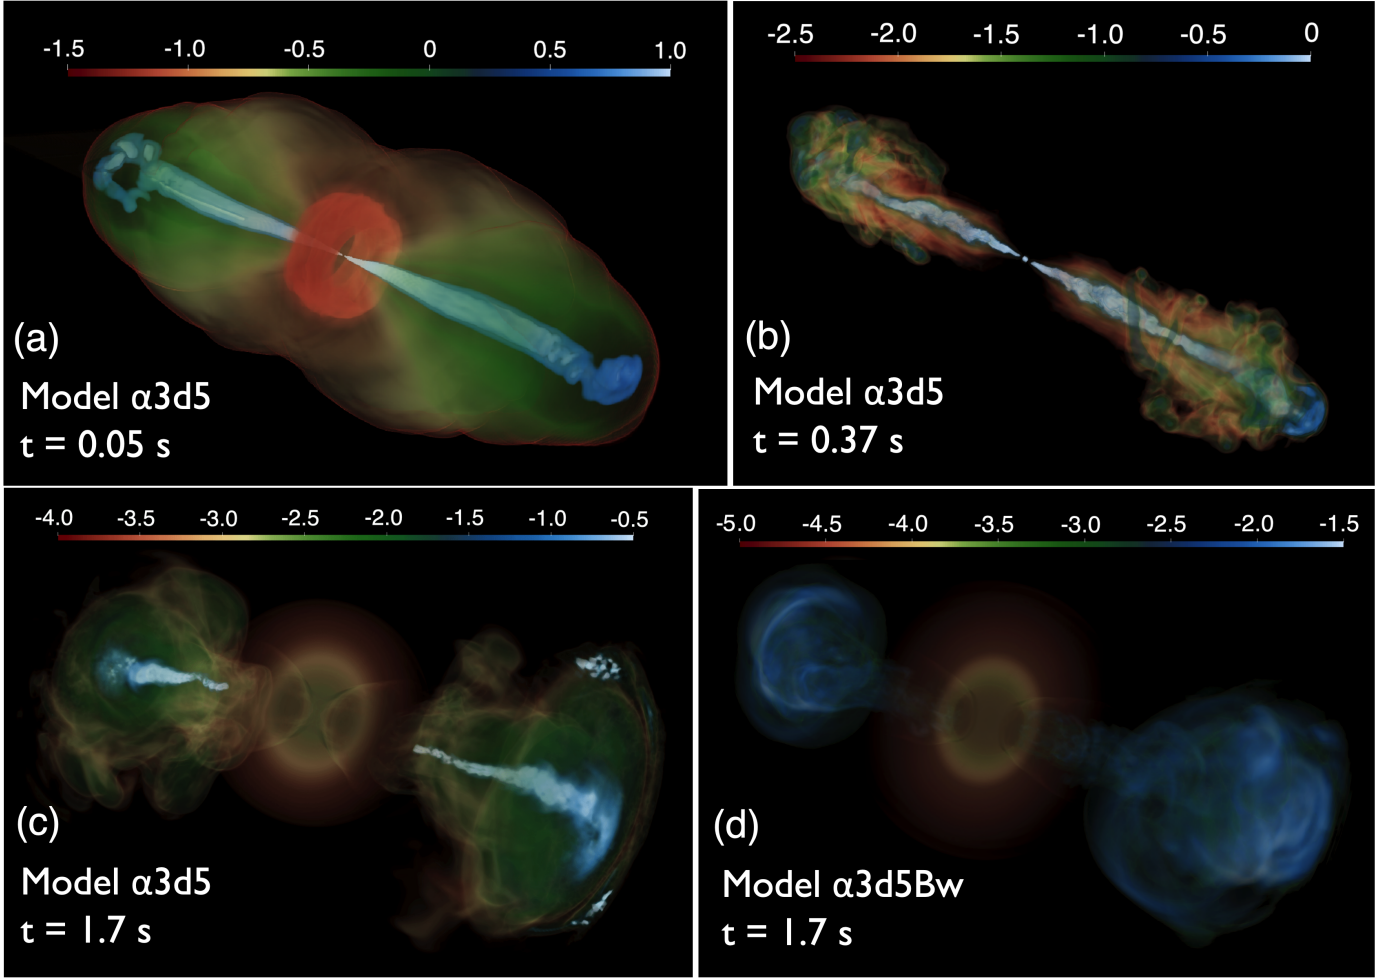 -1.5 -1.0 -0.5 0 0.5 1.0
(a)
Model α3d5
t = 0.05 s
-2.5 -2.0 -1.5 -1.0 -0.5 0
(b)
Model α3d5
t = 0.37 s
-4.0 -3.5 -3.0 -2.5 -2.0 -1.5 -1.0 -0.5
(c)
Model α3d5
t = 1.7 s
-5.0 -4.5 -4.0 -3.5 -3.0 -2.5 -2.0 -1.5
(d)
Model α3d5Bw
t = 1.7 s